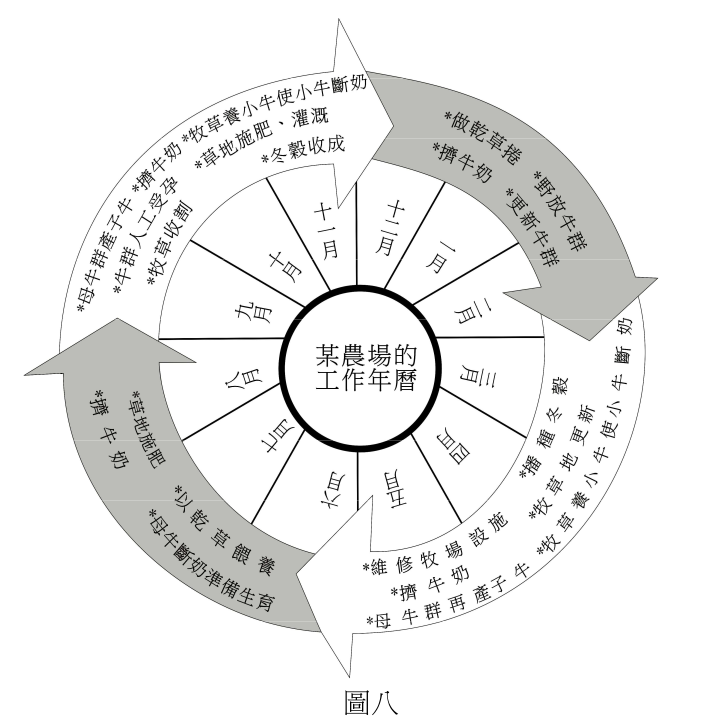 某農場的
工作年曆
十二月
一月
二月
三月
四月
五月
六月
七月
八月
九月
十月
十一月
*做乾草捲
*擠牛奶
*野放牛群
*更新牛群
*播種冬穀
*牧草地更新
*牧草養小牛使小牛斷奶
*維修牧場設施
*擠牛奶
*母牛群再產子牛
*以乾草餵養
*母牛斷奶準備生育
*草地施肥
*擠牛奶
*母牛群產子牛
*牛群人工受孕
*牧草收割
*擠牛奶
*牧草養小牛使小牛斷奶
*草地施肥、灌溉
*冬穀收成
圖八